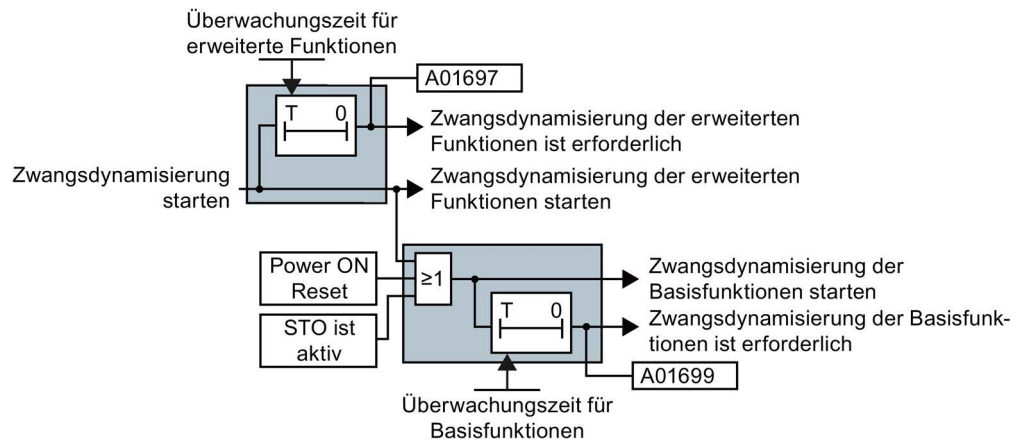 Überwachungszeit für
erweiterte Funktionen
A01697
T 0
Zwangsdynamisierung der erweiterten
Funktionen ist erforderlich
Zwangsdynamisierung
starten
Zwangsdynamisierung der erweiterten
Funktionen starten
Power ON
Reset
≥1
Zwangsdynamisierung der
Basisfunktionen starten
STO ist
aktiv
T 0
Zwangsdynamisierung der Basisfunk-
tionen ist erforderlich
A01699
Überwachungszeit für
Basisfunktionen